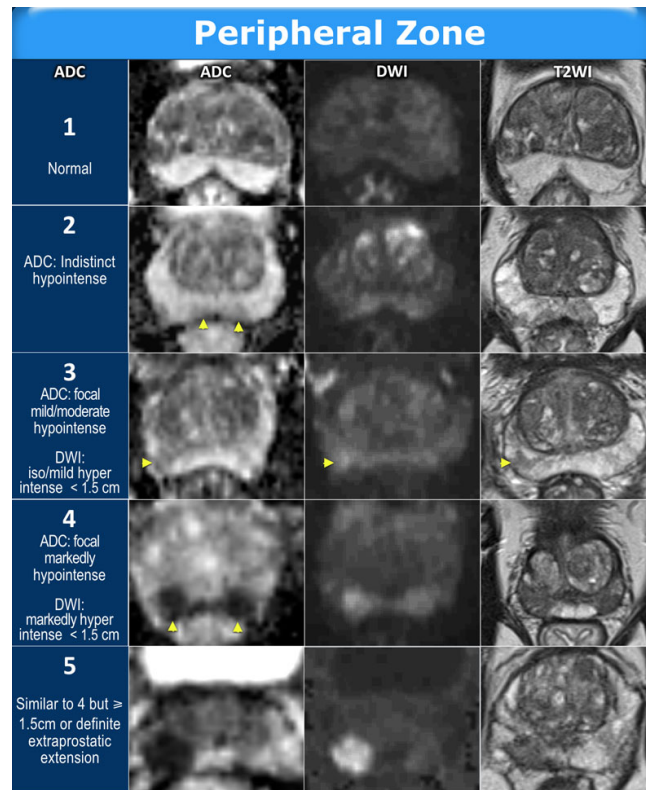 Peripheral Zone
ADC
ADC
DWI
T2WI
1
Normal
2
ADC: Indistinct
hypointense
3
ADC: focal
mild/moderate
hypointense
DWI:
iso/mild hyper
intense < 1.5 cm
4
ADC: focal
markedly
hypointense
DWI:
markedly hyper
intense < 1.5 cm
5
Similar to 4 but ≥
1.5cm or definite
extraprostatic
extension